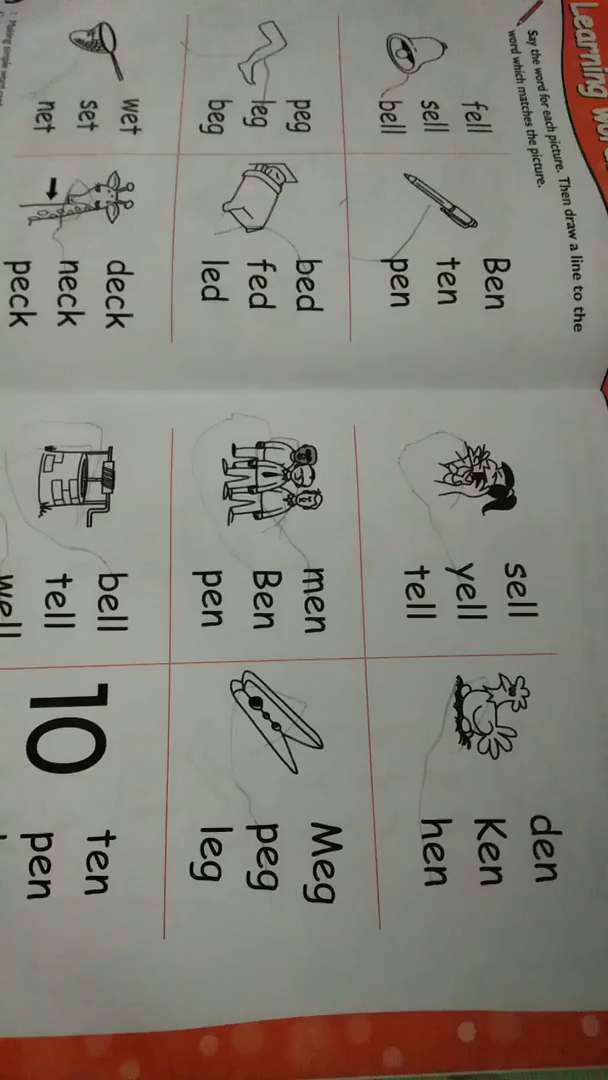 Learning
Say the word for each picture. Then draw a line to the
word which matches the picture.
fell
sell
bell
Ben
ten
pen
peg
leg
beg
bed
fed
led
wet
set
net
deck
neck
peck
sell
yell
tell
den
Ken
hen
men
Ben
pen
Meg
peg
leg
bell
tell
well
10
ten
pen